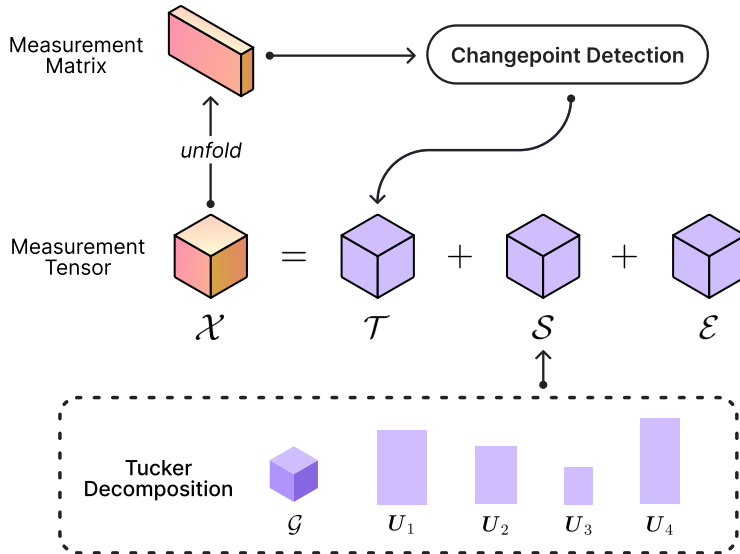 Measurement
Matrix
Changepoint Detection
unfold
Measurement
Tensor
= + +
𝒳 𝒯 𝒮 ℰ
Tucker
Decomposition
𝒢 U₁ U₂ U₃ U₄